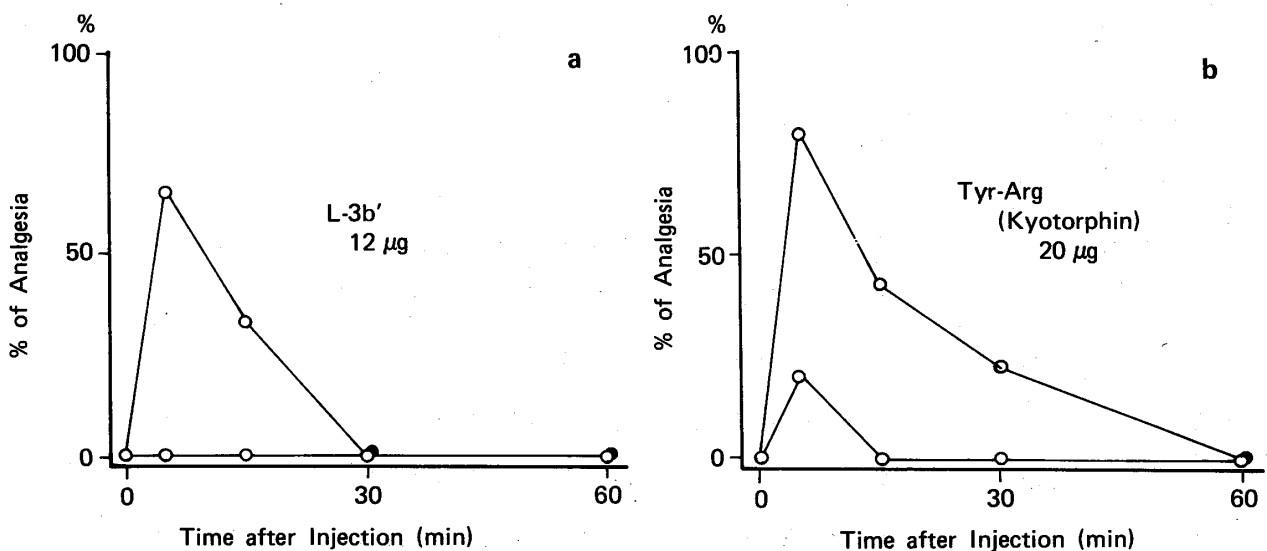 %
100
a
L-3b′
12 μg
50
% of Analgesia
0
0
30
60
Time after Injection (min)
%
100
b
Tyr-Arg
(Kyotorphin)
20 μg
50
% of Analgesia
0
0
30
60
Time after Injection (min)